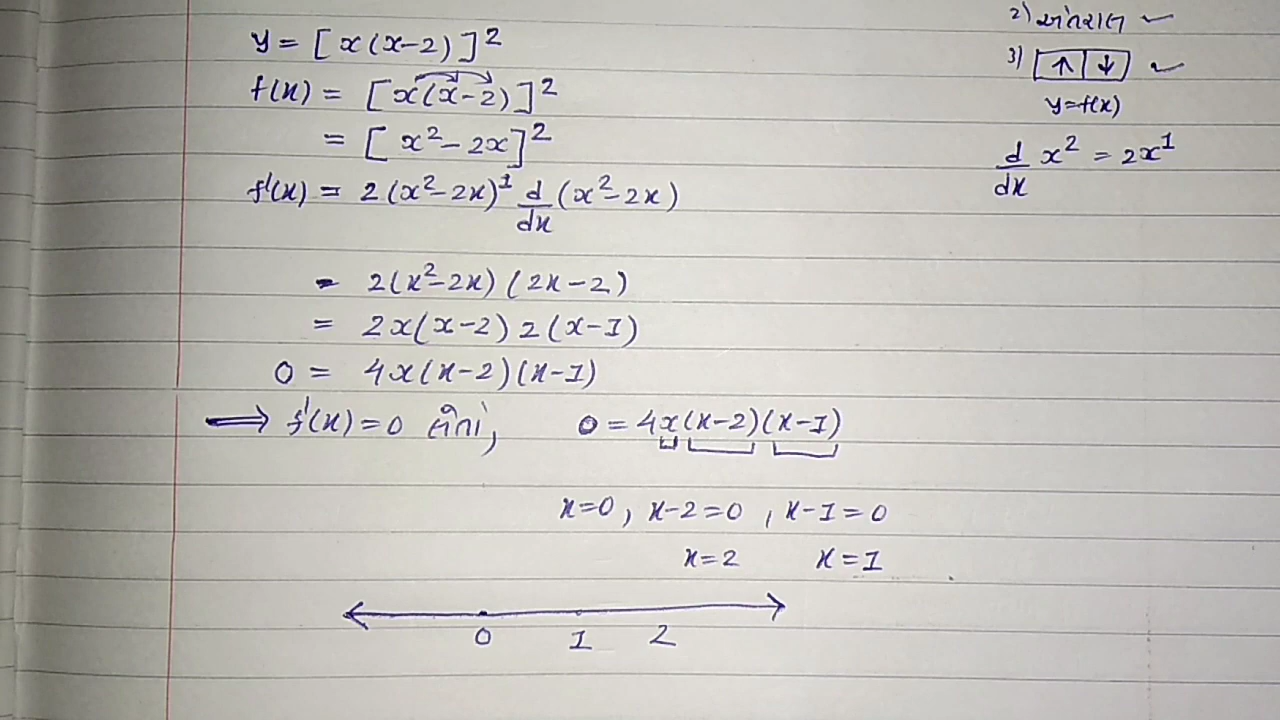 y = [x(x-2)]²
f(x) = [x(x-2)]²
= [x² - 2x]²
f'(x) = 2(x²-2x)¹ d/dx (x²-2x)
= 2(x²-2x)(2x-2)
= 2x(x-2) 2(x-1)
0 = 4x(x-2)(x-1)
⟹ f'(x) = 0 લેતાં, 0 = 4x(x-2)(x-1)
x=0, x-2=0, x-1=0
x=2 x=1
0 1 2
2) અંતરાલ ✓
3) ↑ ↓ ✓
y=f(x)
d/dx x² = 2x¹